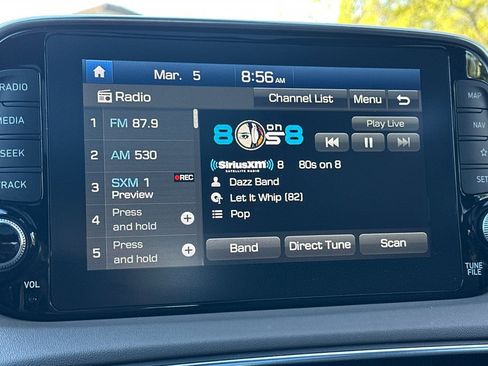 Mar. 5 8:56 AM
Radio Channel List Menu
Play Live
1 FM 87.9
2 AM 530
3 SXM 1 REC
Preview
4 Press
and hold
5 Press
and hold
80s on 8
SiriusXM 8 80s on 8
SATELLITE RADIO
Dazz Band
Let It Whip (82)
Pop
Band Direct Tune Scan
RADIO
MEDIA
SEEK
TRACK
VOL
MAP
NAV
SET
TUNE
FILE